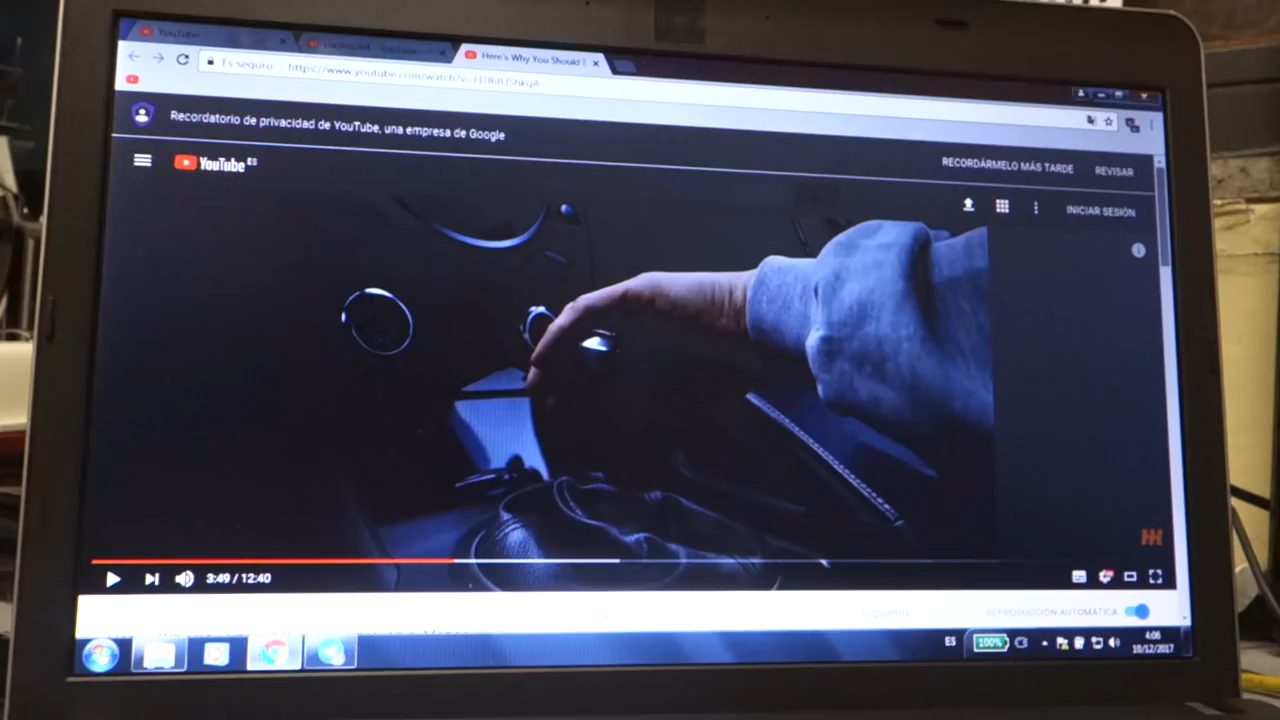 YouTube
Here's Why You Should
Es seguro
https://www.youtube.com/watch?v=
Recordatorio de privacidad de YouTube, una empresa de Google
RECORDÁRMELO MÁS TARDE
REVISAR
YouTube ES
INICIAR SESIÓN
3:49 / 12:40
Siguiente
REPRODUCCIÓN AUTOMÁTICA
ES
100%
4:06
10/12/2017